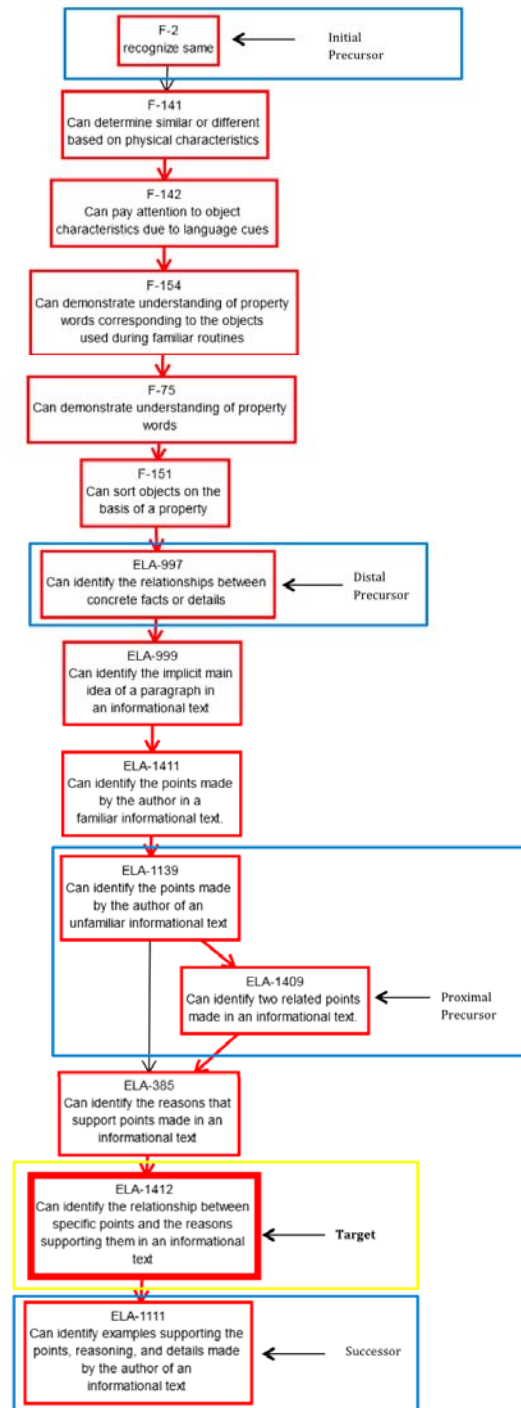 F-2
recognize same
Initial
Precursor
F-141
Can determine similar or different
based on physical characteristics
F-142
Can pay attention to object
characteristics due to language cues
F-154
Can demonstrate understanding of property
words corresponding to the objects
used during familiar routines
F-75
Can demonstrate understanding of property
words
F-151
Can sort objects on the
basis of a property
ELA-997
Can identify the relationships between
concrete facts or details
Distal
Precursor
ELA-999
Can identify the implicit main
idea of a paragraph in
an informational text
ELA-1411
Can identify the points made
by the author in a
familiar informational text.
ELA-1139
Can identify the points made
by the author of an
unfamiliar informational text
ELA-1409
Can identify two related points
made in an informational text.
Proximal
Precursor
ELA-385
Can identify the reasons that
support points made in an
informational text
ELA-1412
Can identify the relationship between
specific points and the reasons
supporting them in an informational
text
Target
ELA-1111
Can identify examples supporting the
points, reasoning, and details made
by the author of an
informational text
Successor